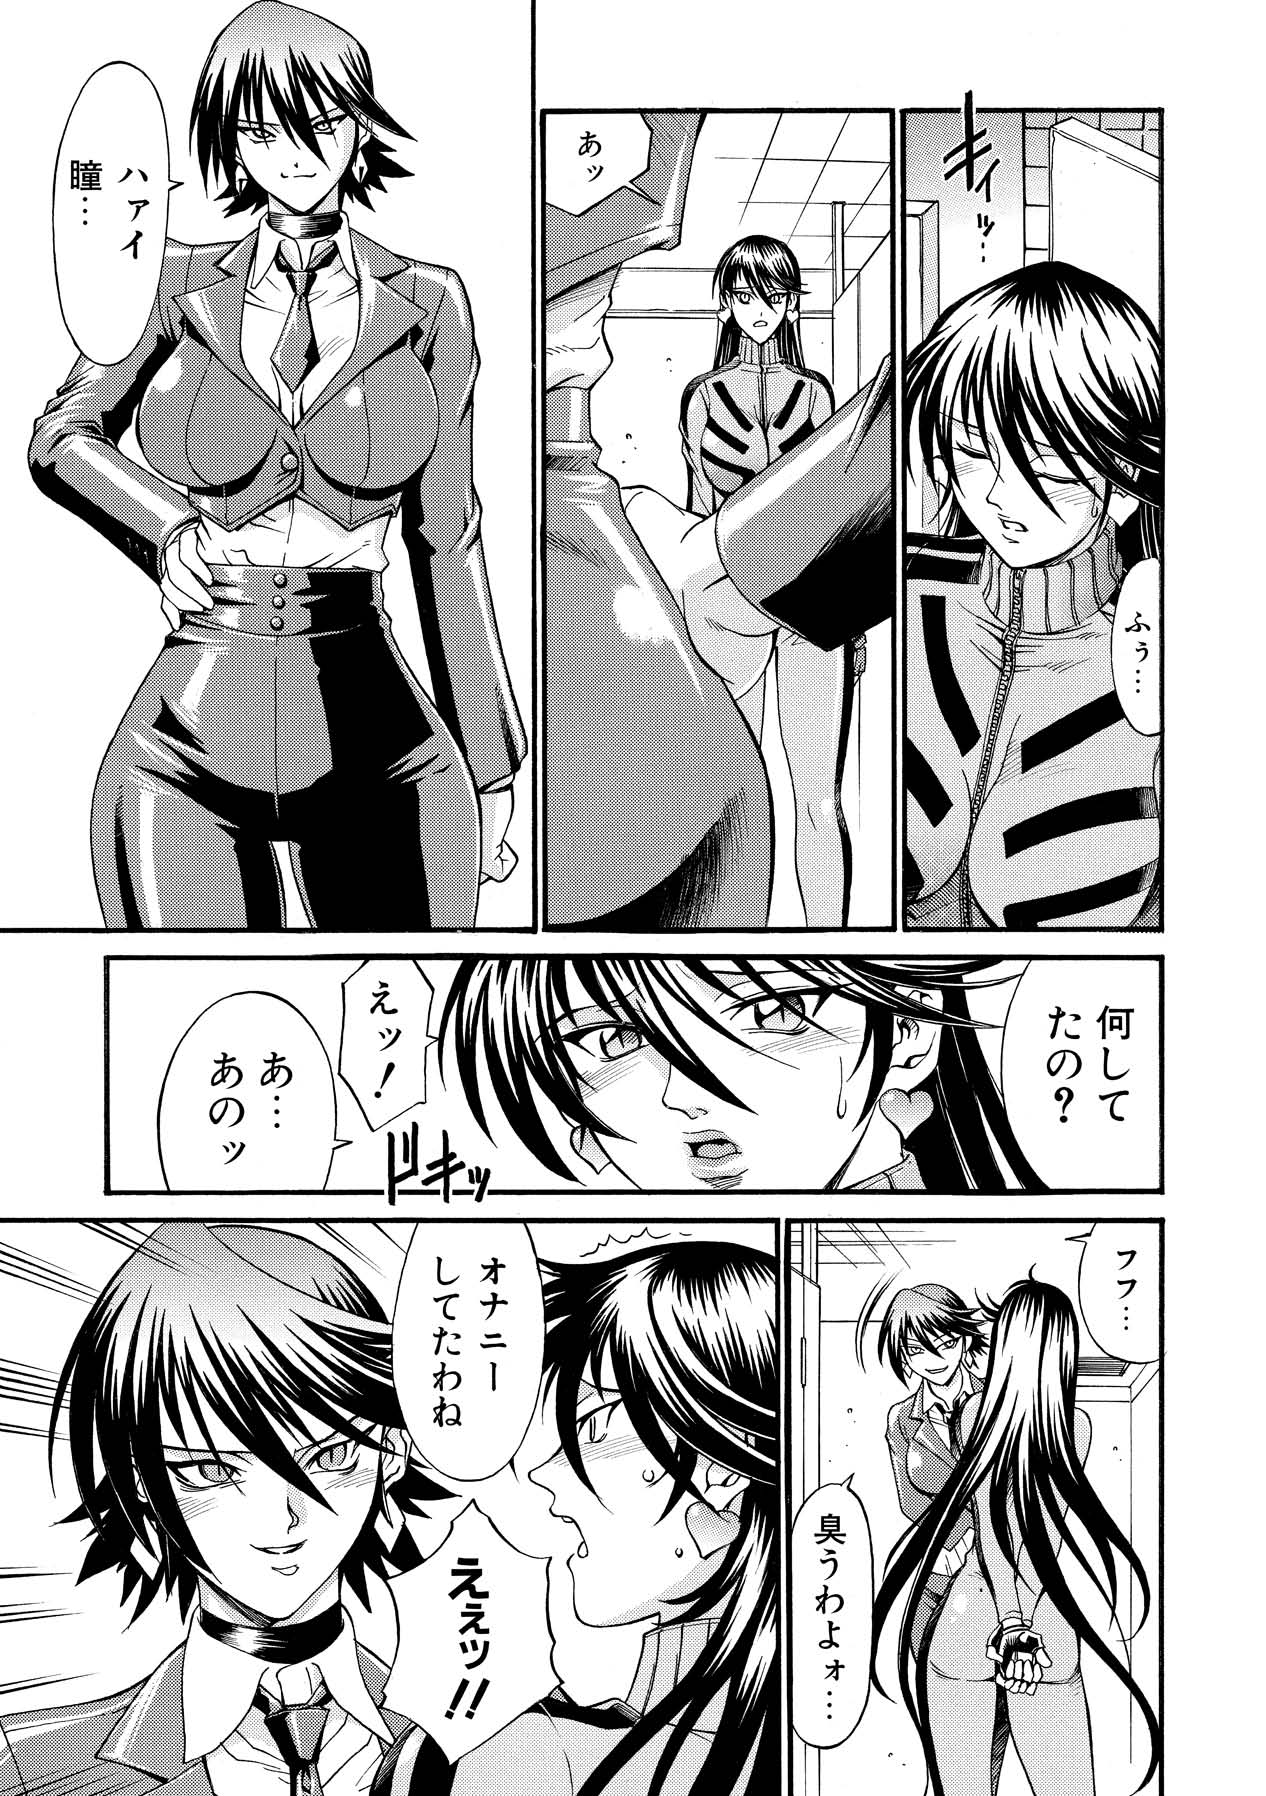 キイッ…
ふぅ…
あッ
ハァイ
瞳…
何して
たの？
えッ！
ドキッ
あ…
あのッ
フフ…
臭うわよォ…
オナニー
してたわね
えぇッ!!